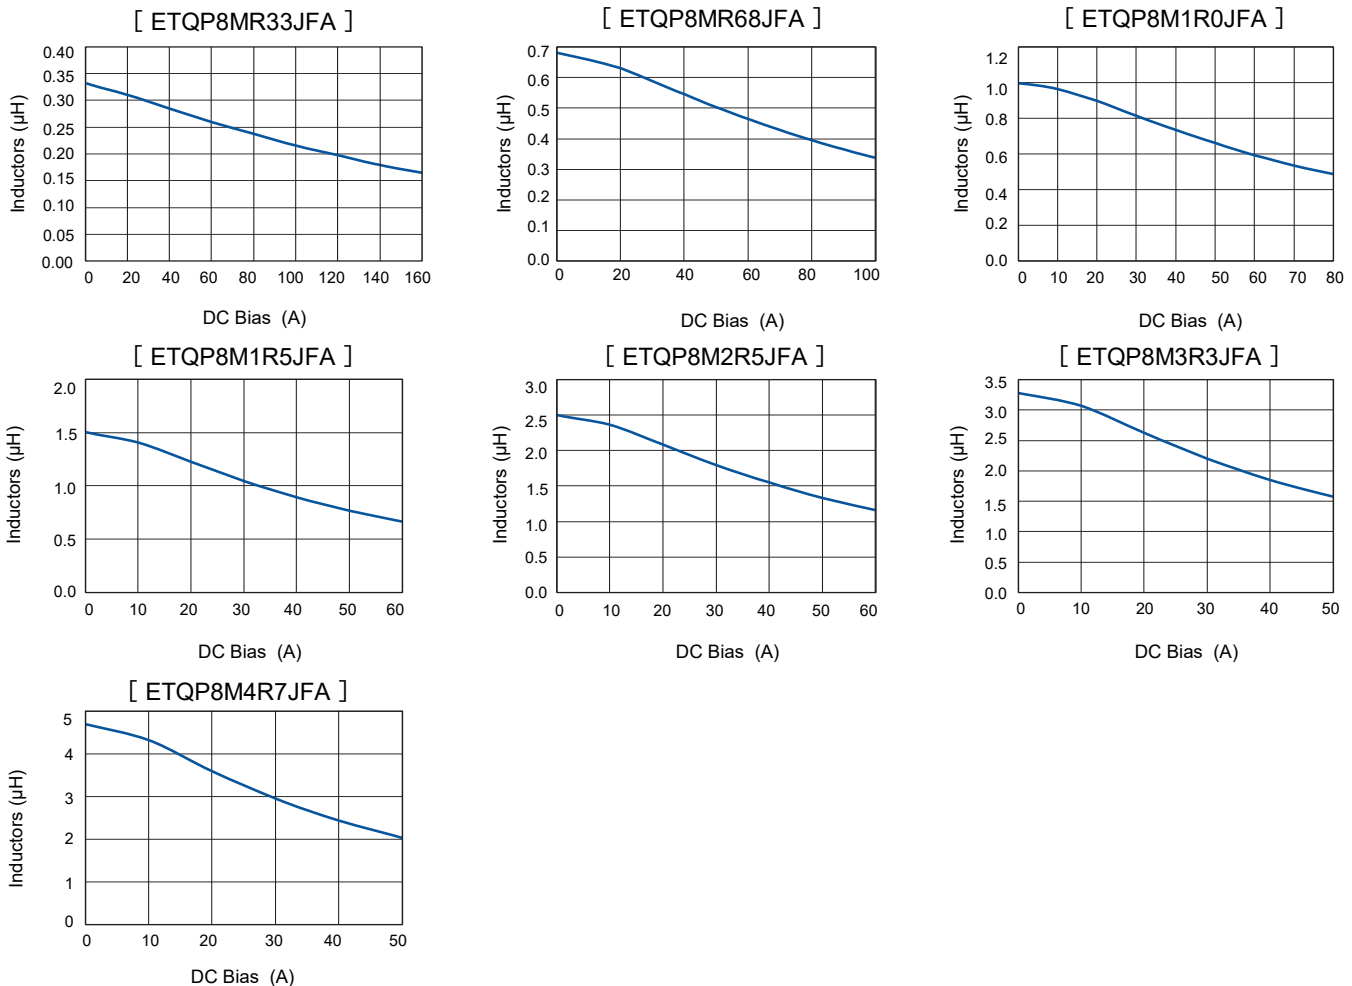 [ ETQP8MR33JFA ]
Inductors (μH)
0.40
0.35
0.30
0.25
0.20
0.15
0.10
0.05
0.00
0 20 40 60 80 100 120 140 160
DC Bias (A)
[ ETQP8MR68JFA ]
Inductors (μH)
0.7
0.6
0.5
0.4
0.3
0.2
0.1
0.0
0 20 40 60 80 100
DC Bias (A)
[ ETQP8M1R0JFA ]
Inductors (μH)
1.2
1.0
0.8
0.6
0.4
0.2
0.0
0 10 20 30 40 50 60 70 80
DC Bias (A)
[ ETQP8M1R5JFA ]
Inductors (μH)
2.0
1.5
1.0
0.5
0.0
0 10 20 30 40 50 60
DC Bias (A)
[ ETQP8M2R5JFA ]
Inductors (μH)
3.0
2.5
2.0
1.5
1.0
0.5
0.0
0 10 20 30 40 50 60
DC Bias (A)
[ ETQP8M3R3JFA ]
Inductors (μH)
3.5
3.0
2.5
2.0
1.5
1.0
0.5
0.0
0 10 20 30 40 50
DC Bias (A)
[ ETQP8M4R7JFA ]
Inductors (μH)
5
4
3
2
1
0
0 10 20 30 40 50
DC Bias (A)